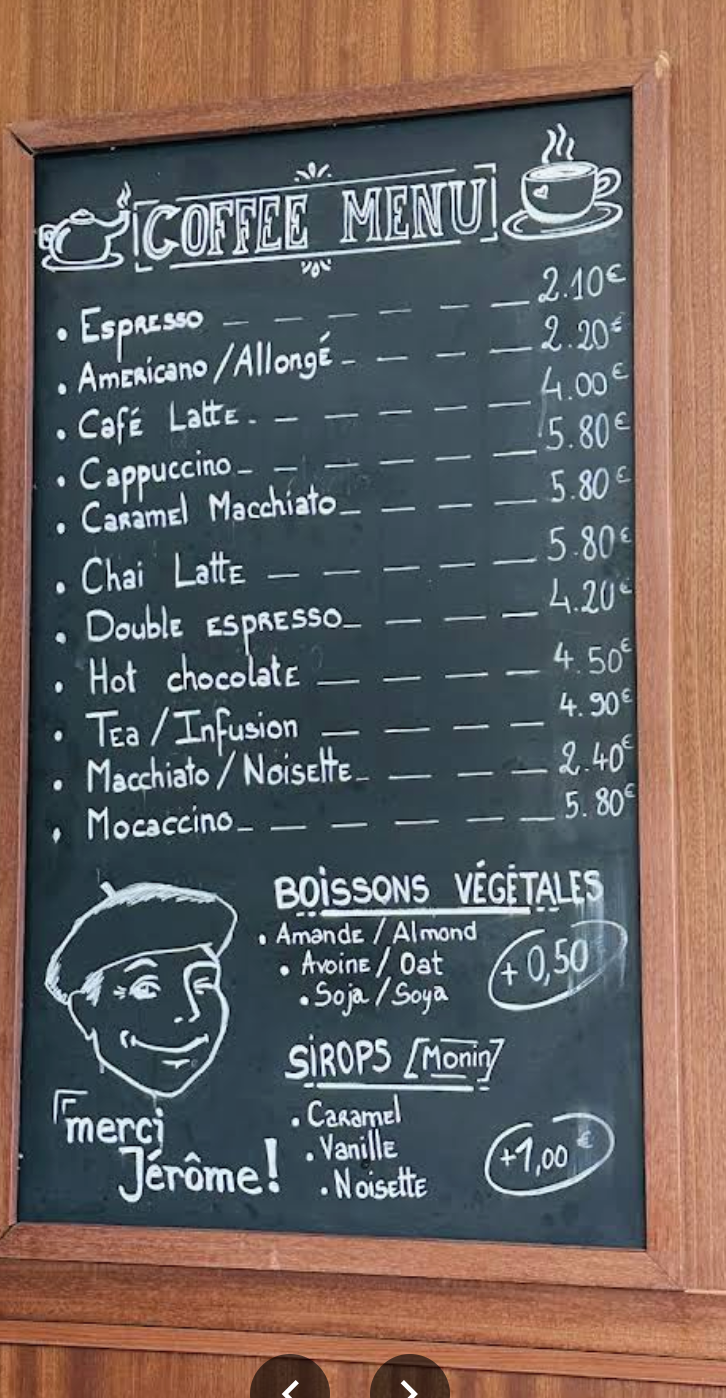 COFFEE MENU
• Espresso _ _ _ _ _ _ 2.10€
• Americano/Allongé - _ _ _ _ 2.20€
• Café Latte - _ _ _ _ _ 4.00€
• Cappuccino - _ _ _ _ _ 5.80€
• Caramel Macchiato _ _ _ _ _ 5.80€
• Chai Latte _ _ _ _ _ _ 5.80€
• Double espresso _ _ _ _ _ 4.20€
• Hot chocolate _ _ _ _ _ 4.50€
• Tea / Infusion _ _ _ _ _ 4.90€
• Macchiato / Noisette _ _ _ _ _ 2.40€
• Mocaccino _ _ _ _ _ _ _ 5.80€
BOISSONS VÉGÉTALES
• Amande / Almond
• Avoine / Oat
• Soja / Soya
+ 0,50
SIROPS [Monin]
• Caramel
• Vanille
• Noisette
+1,00 €
merci
Jérôme!